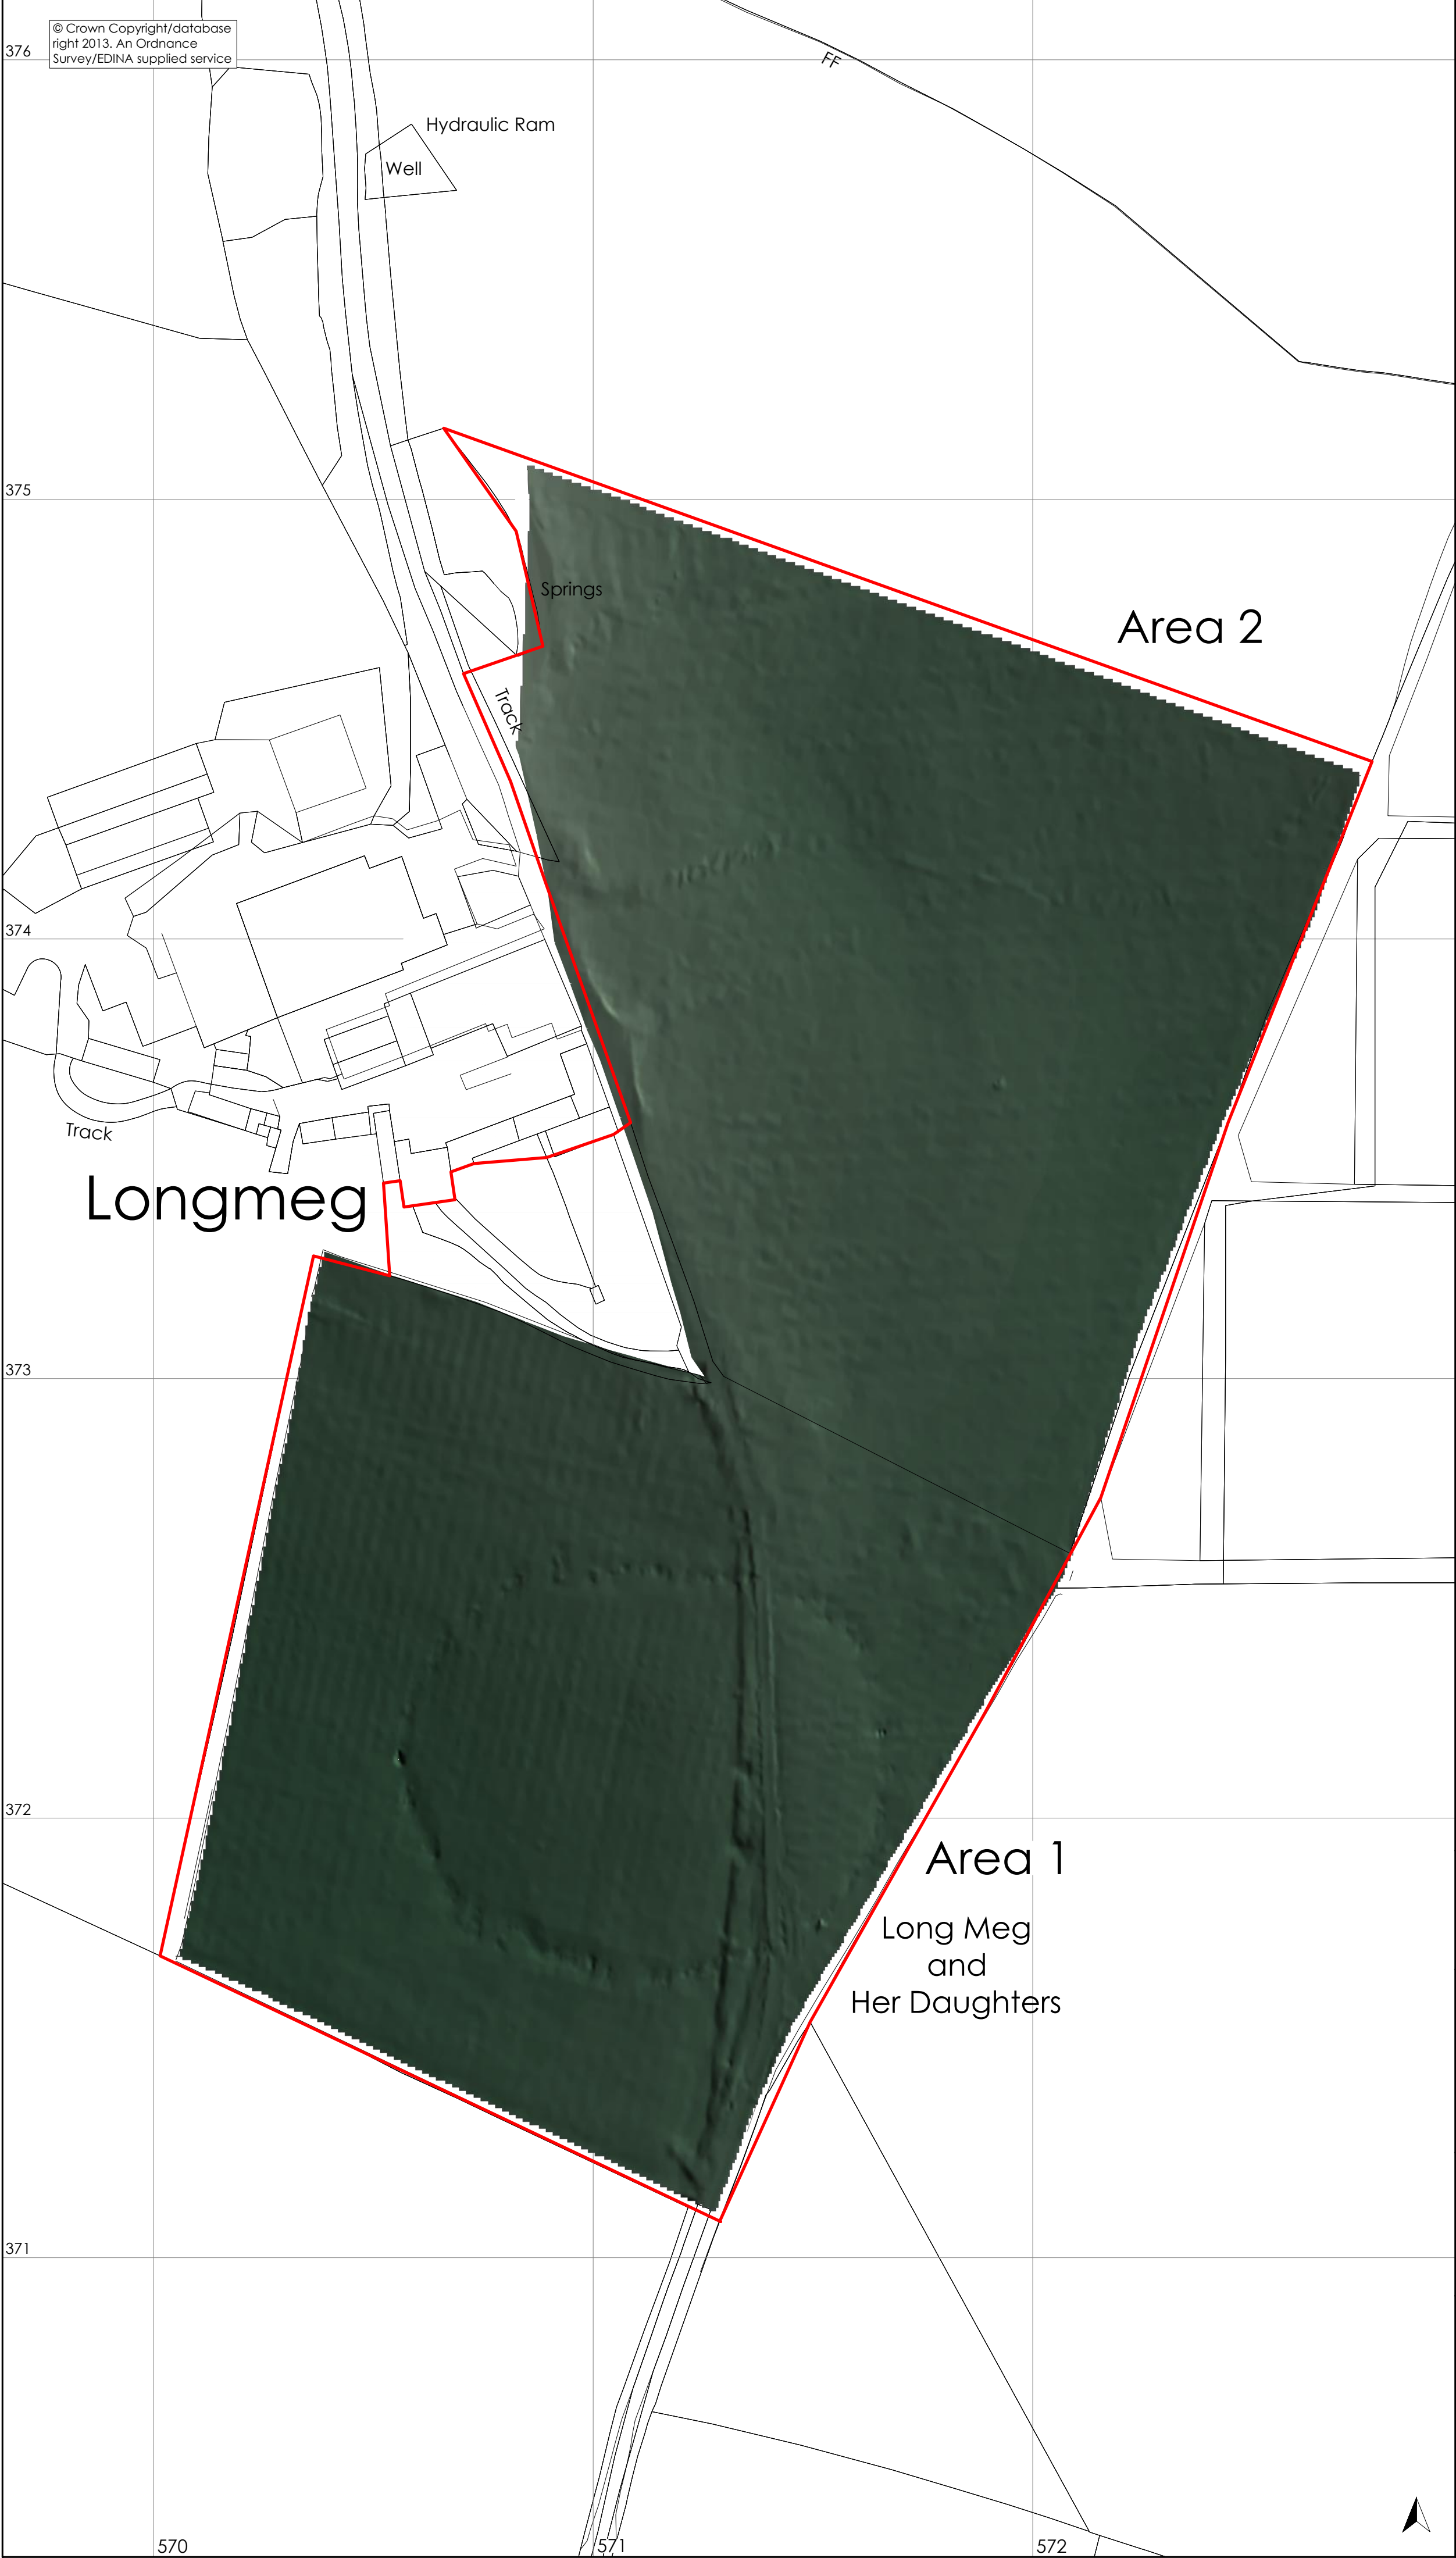 © Crown Copyright/database
right 2013. An Ordnance
Survey/EDINA supplied service
376
FF
Hydraulic Ram
Well
375
Springs
Area 2
Track
374
Track
Longmeg
373
372
Area 1
Long Meg
and
Her Daughters
371
570
571
572